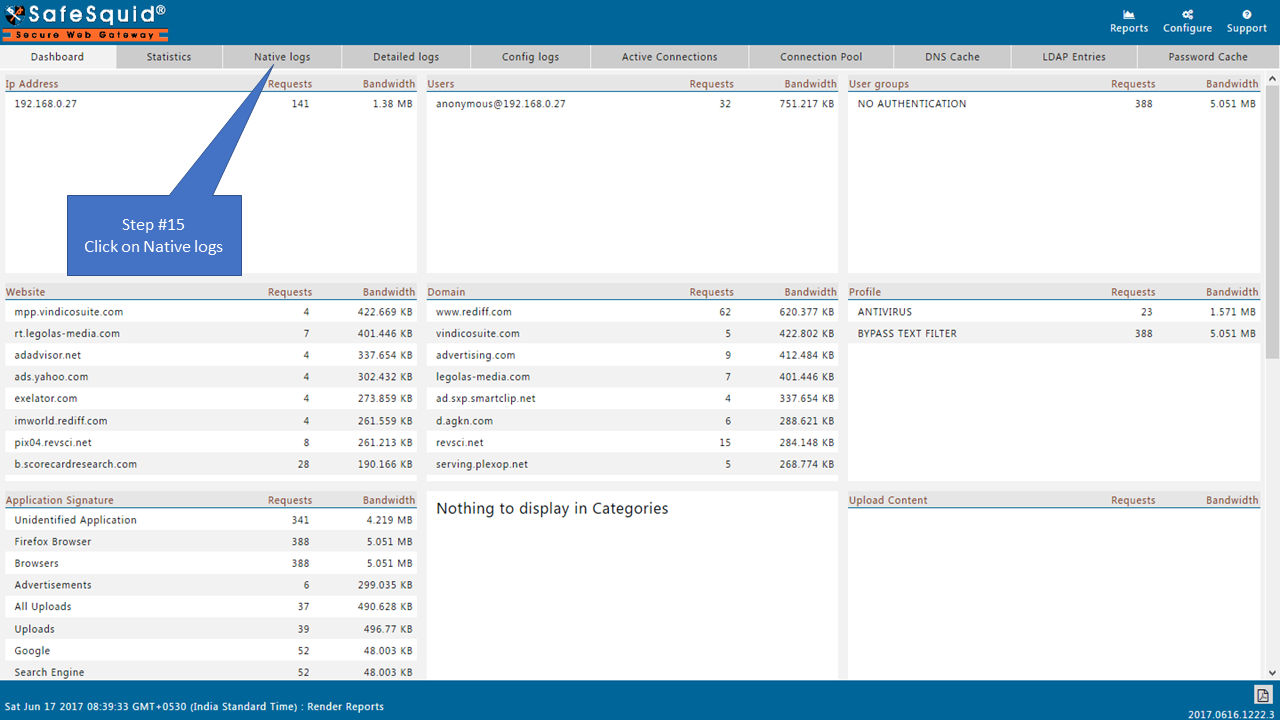 SafeSquid®
Secure Web Gateway
Reports Configure Support
Dashboard Statistics Native logs Detailed logs Config logs Active Connections Connection Pool DNS Cache LDAP Entries Password Cache
Ip Address Requests Bandwidth
192.168.0.27 141 1.38 MB
Users Requests Bandwidth
anonymous@192.168.0.27 32 751.217 KB
User groups Requests Bandwidth
NO AUTHENTICATION 388 5.051 MB
Step #15
Click on Native logs
Website Requests Bandwidth
mpp.vindicosuite.com 4 422.669 KB
rt.legolas-media.com 7 401.446 KB
adadvisor.net 4 337.654 KB
ads.yahoo.com 4 302.432 KB
exelator.com 4 273.859 KB
imworld.rediff.com 4 261.559 KB
pix04.revsci.net 8 261.213 KB
b.scorecardresearch.com 28 190.166 KB
Domain Requests Bandwidth
www.rediff.com 62 620.377 KB
vindicosuite.com 5 422.802 KB
advertising.com 9 412.484 KB
legolas-media.com 7 401.446 KB
ad.sxp.smartclip.net 4 337.654 KB
d.agkn.com 6 288.621 KB
revsci.net 15 284.148 KB
serving.plexop.net 5 268.774 KB
Profile Requests Bandwidth
ANTIVIRUS 23 1.571 MB
BYPASS TEXT FILTER 388 5.051 MB
Application Signature Requests Bandwidth
Unidentified Application 341 4.219 MB
Firefox Browser 388 5.051 MB
Browsers 388 5.051 MB
Advertisements 6 299.035 KB
All Uploads 37 490.628 KB
Uploads 39 496.77 KB
Google 52 48.003 KB
Search Engine 52 48.003 KB
Nothing to display in Categories
Upload Content Requests Bandwidth
Sat Jun 17 2017 08:39:33 GMT+0530 (India Standard Time) : Render Reports
2017.0616.1222.3